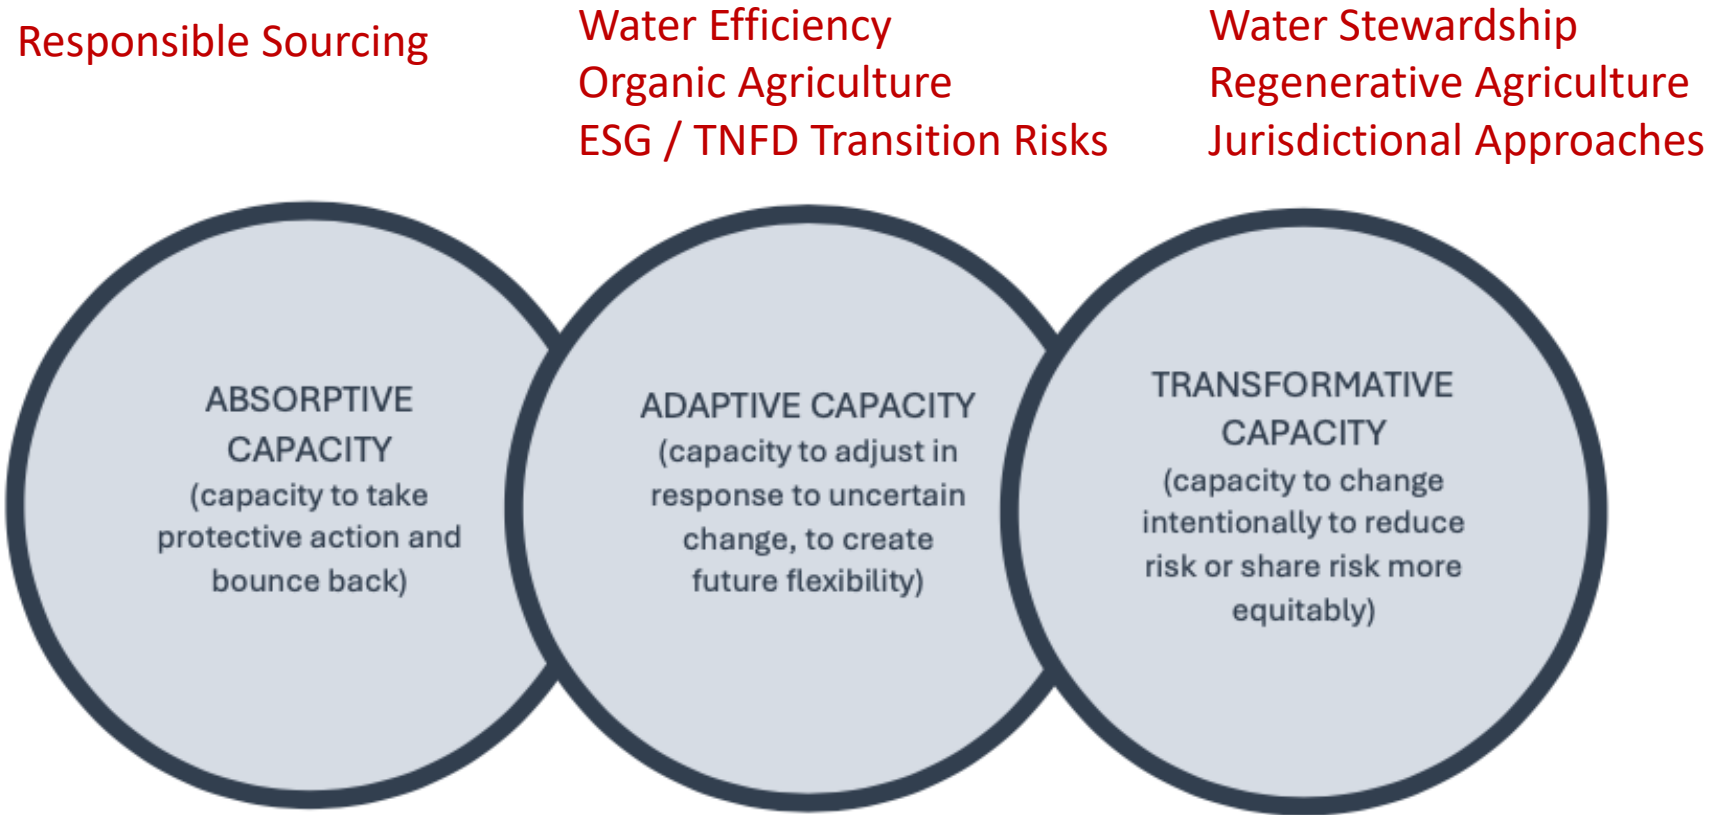 Responsible Sourcing
Water Efficiency
Organic Agriculture
ESG / TNFD Transition Risks
Water Stewardship
Regenerative Agriculture
Jurisdictional Approaches
ABSORPTIVE
CAPACITY
(capacity to take
protective action and
bounce back)
ADAPTIVE CAPACITY
(capacity to adjust in
response to uncertain
change, to create
future flexibility)
TRANSFORMATIVE
CAPACITY
(capacity to change
intentionally to reduce
risk or share risk more
equitably)